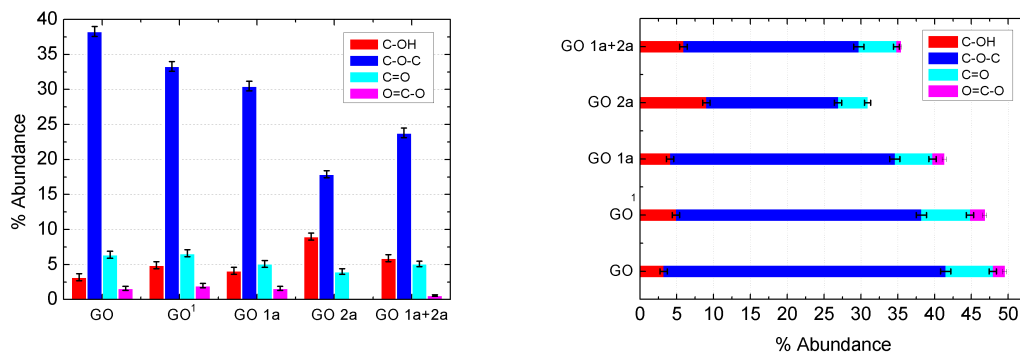 40
35
30
25
20
15
10
5
0
% Abundance
C-OH
C-O-C
C=O
O=C-O
GO
GO¹
GO 1a
GO 2a
GO 1a+2a
GO 1a+2a
GO 2a
GO 1a
GO¹
GO
C-OH
C-O-C
C=O
O=C-O
0 5 10 15 20 25 30 35 40 45 50
% Abundance